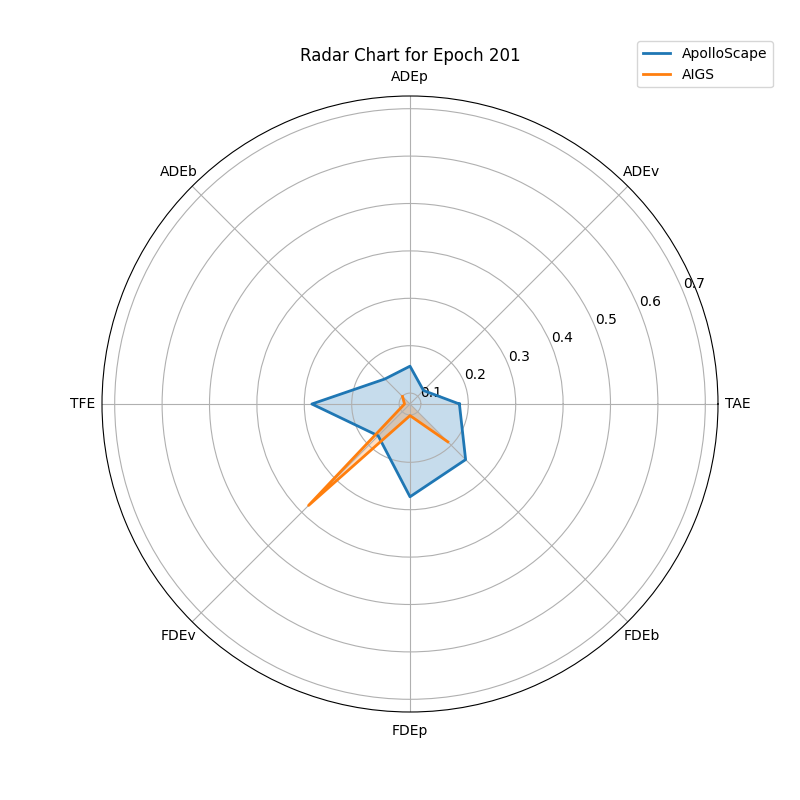 Radar Chart for Epoch 201
ApolloScape
AIGS
ADEp
ADEb
ADEv
0.7
0.6
0.5
0.4
0.3
0.2
0.1
TFE
TAE
FDEv
FDEb
FDEp